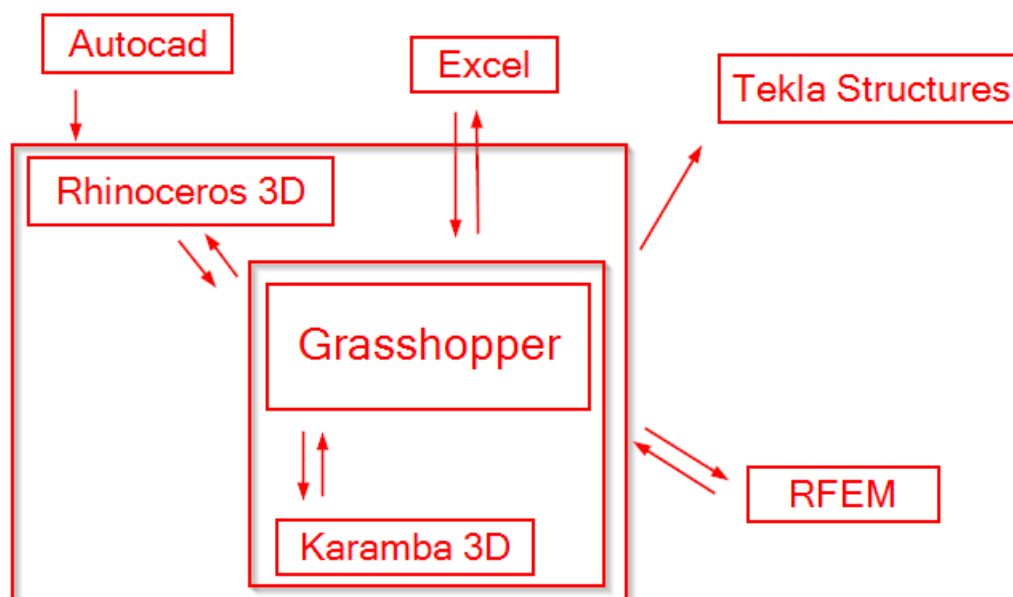 Autocad
Excel
Tekla Structures
Rhinoceros 3D
Grasshopper
Karamba 3D
RFEM